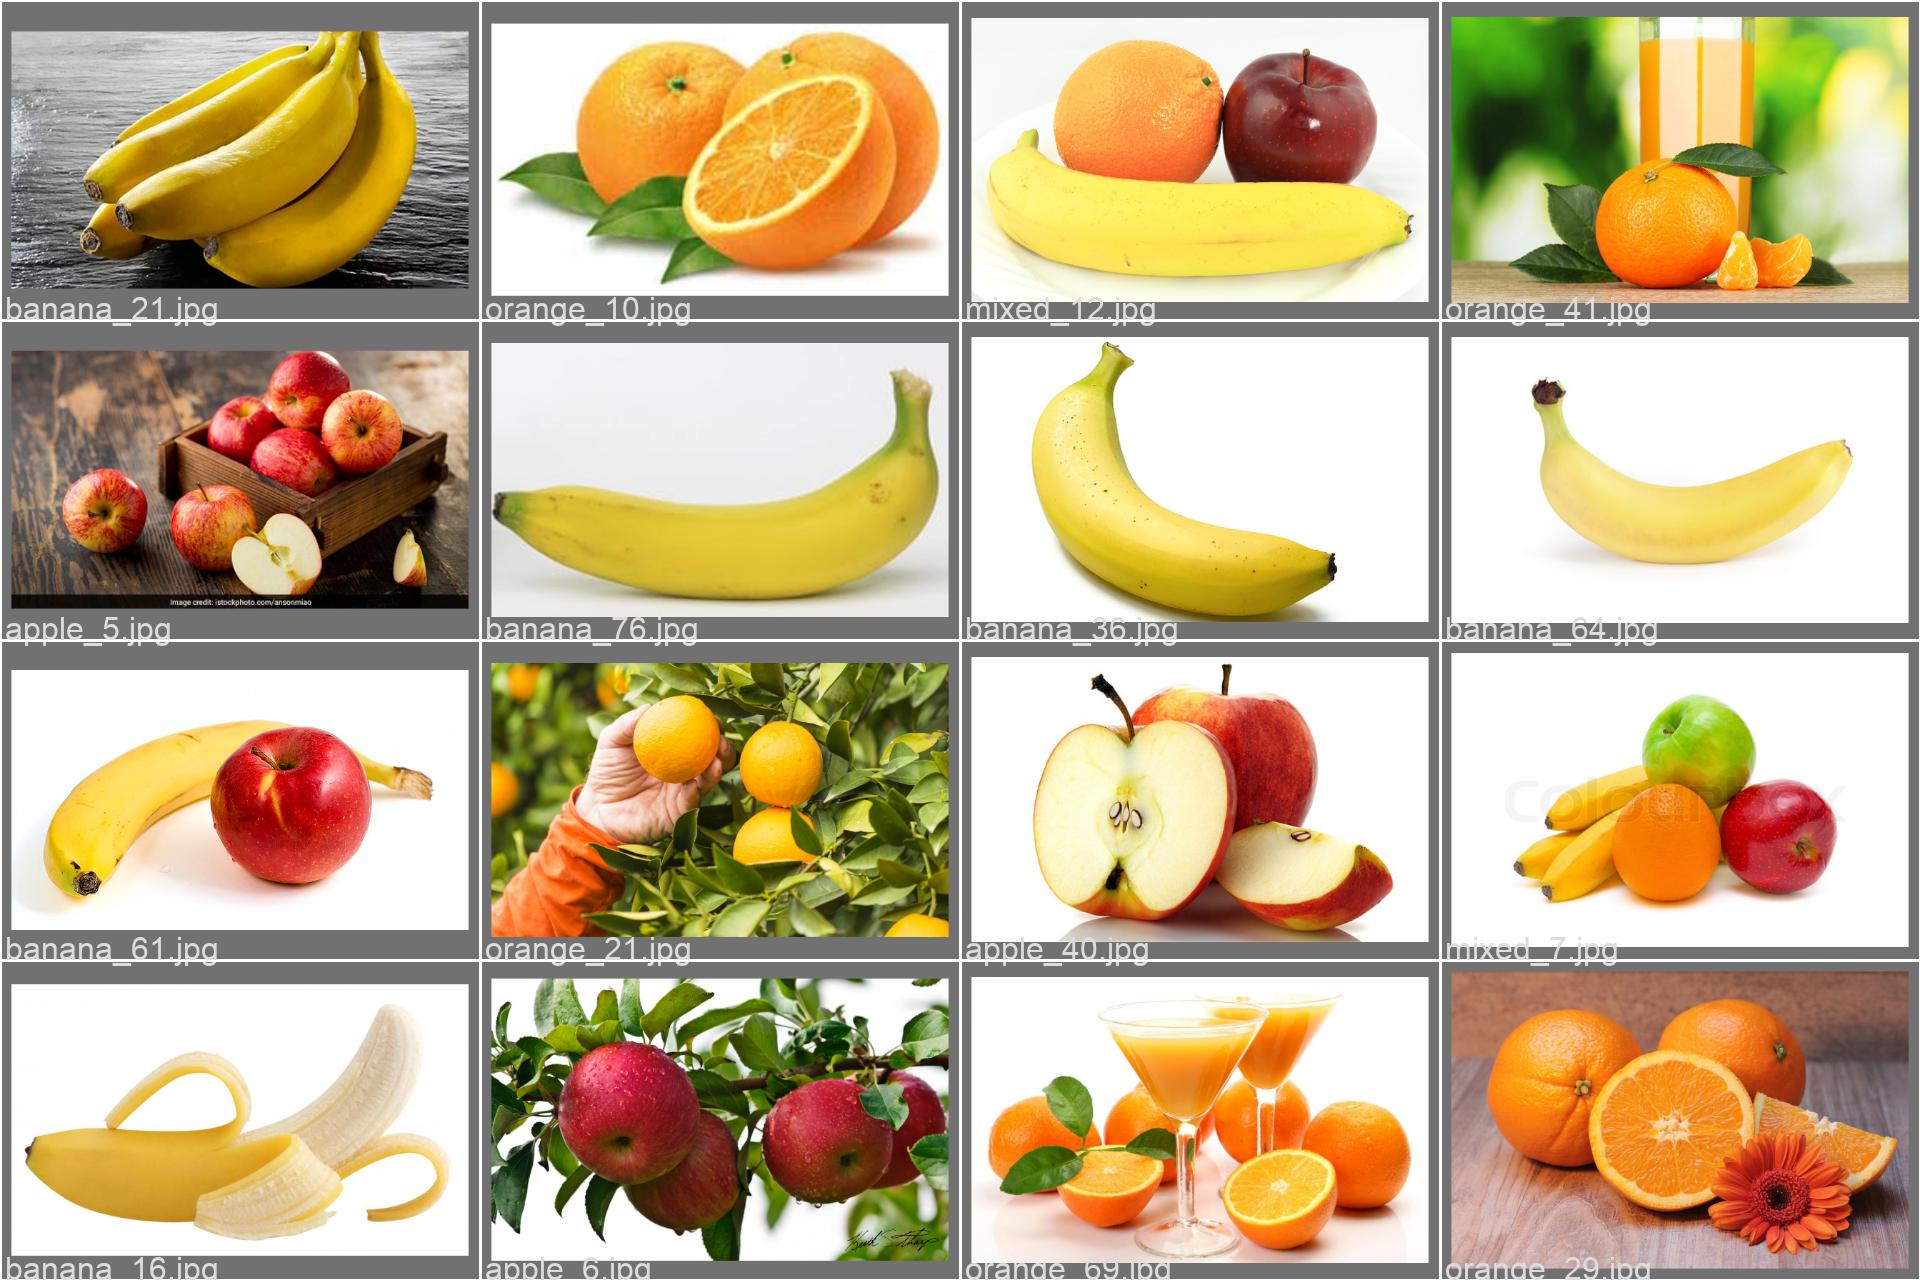 banana_21.jpg
orange_10.jpg
mixed_12.jpg
orange_41.jpg
Image credit: istockphoto.com/ansonmiao
apple_5.jpg
banana_76.jpg
banana_36.jpg
banana_64.jpg
Colourbox
banana_61.jpg
orange_21.jpg
apple_40.jpg
mixed_7.jpg
banana_16.jpg
apple_6.jpg
orange_69.jpg
orange_29.jpg